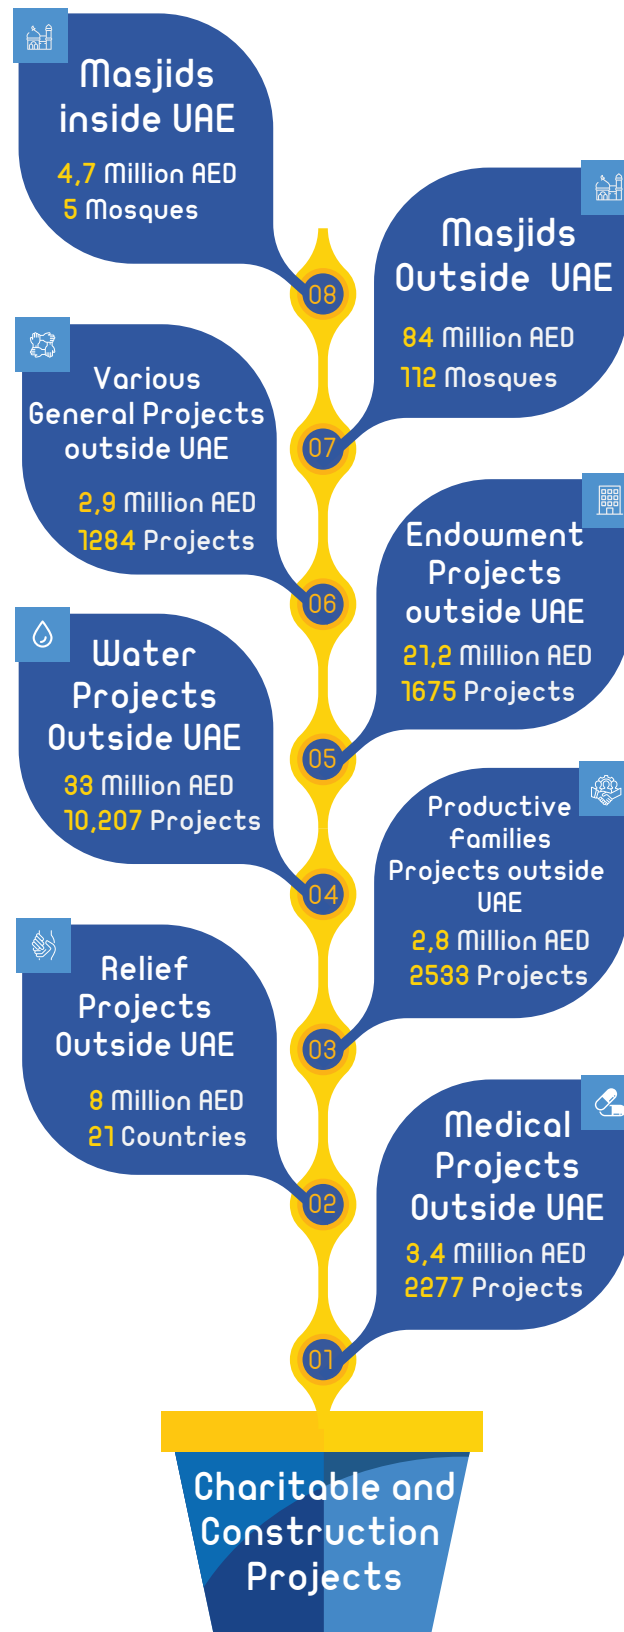 Masjids
inside UAE
4,7 Million AED
5 Mosques
08
Masjids
Outside UAE
84 Million AED
112 Mosques
07
Various
General Projects
outside UAE
2,9 Million AED
1284 Projects
06
Endowment
Projects
outside UAE
21,2 Million AED
1675 Projects
05
Water
Projects
Outside UAE
33 Million AED
10,207 Projects
04
Productive
families
Projects outside
UAE
2,8 Million AED
2533 Projects
03
Relief
Projects
Outside UAE
8 Million AED
21 Countries
02
Medical
Projects
Outside UAE
3,4 Million AED
2277 Projects
01
Charitable and
Construction
Projects